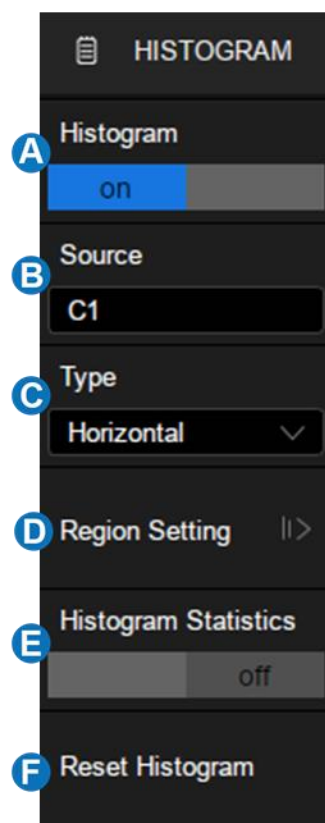 HISTOGRAM
A
Histogram
on
B
Source
C1
C
Type
Horizontal
D
Region Setting
E
Histogram Statistics
off
F
Reset Histogram